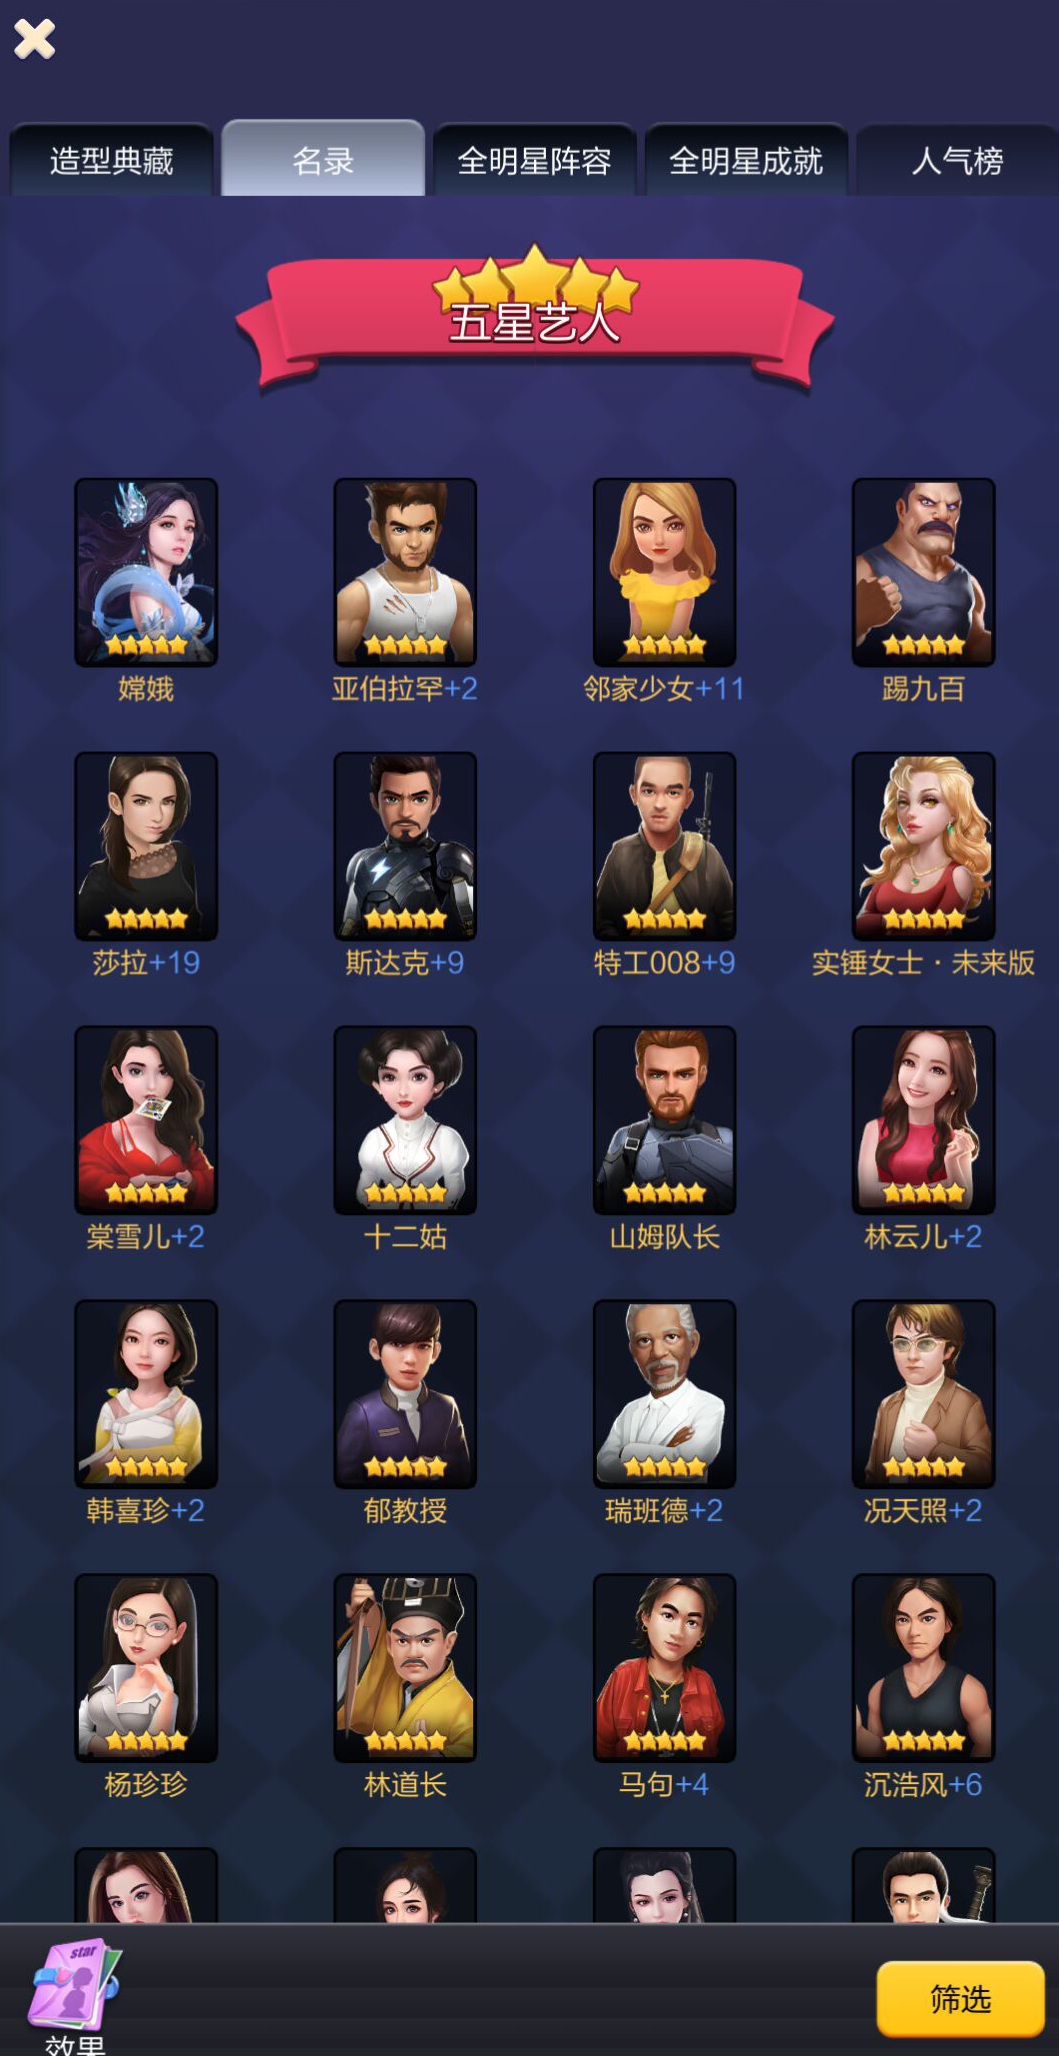 造型典藏
名录
全明星阵容
全明星成就
人气榜
五星艺人
嫦娥
亚伯拉罕+2
邻家少女+11
踢九百
莎拉+19
斯达克+9
特工008+9
实锤女士·未来版
棠雪儿+2
十二姑
山姆队长
林云儿+2
韩喜珍+2
郁教授
瑞班德+2
况天照+2
杨珍珍
林道长
马句+4
沉浩风+6
star
效果
筛选